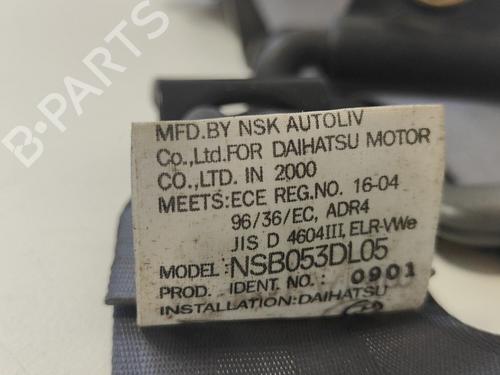 B-PARTS
MFD.BY NSK AUTOLIV
Co.,Ltd.FOR DAIHATSU MOTOR
CO.,LTD. IN 2000
MEETS:ECE REG.NO. 16-04
96/36/EC, ADR4
JIS D 4604III, ELR-VWe
MODEL:NSB053DL05
PROD. IDENT. NO.: 0901
INSTALLATION:DAIHATSU